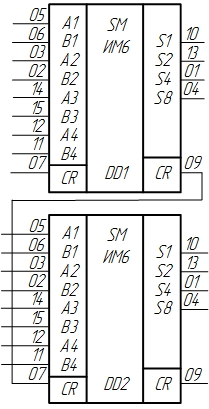 05 A1 SM 10
06 B1 ИМ6 S1
03 A2 S2 13
02 B2 S4 01
14 A3 S8 04
15 B3
12 A4
11 B4
07 CR DD1 CR 09
05 A1 SM
06 B1 ИМ6 S1 10
03 A2 S2 13
02 B2 S4 01
14 A3 S8 04
15 B3
12 A4
11 B4
07 CR DD2 CR 09